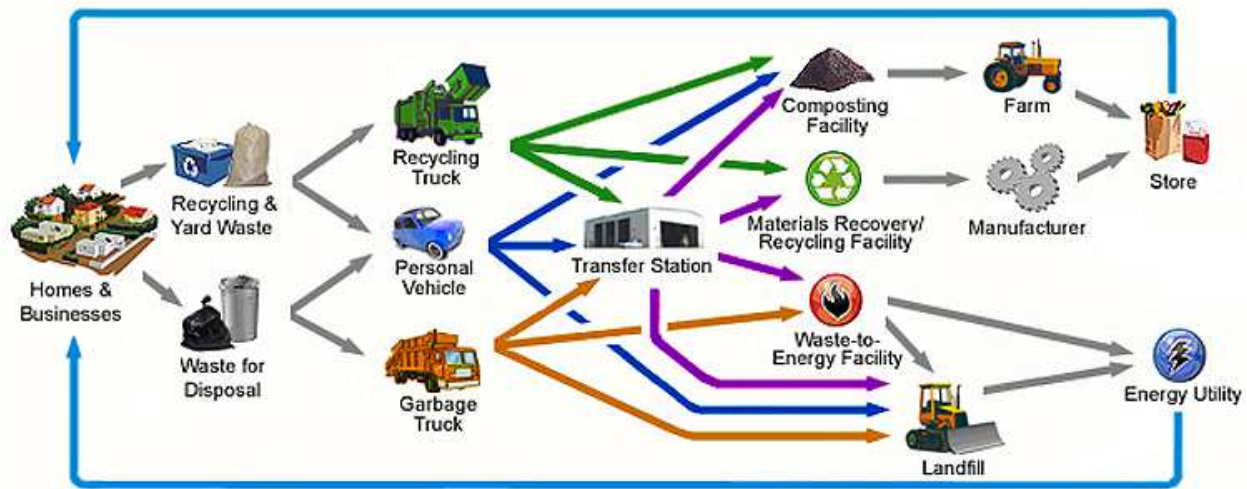 Homes &
Businesses
Recycling &
Yard Waste
Waste for
Disposal
Recycling
Truck
Personal
Vehicle
Garbage
Truck
Transfer Station
Composting
Facility
Materials Recovery/
Recycling Facility
Waste-to-
Energy Facility
Landfill
Farm
Manufacturer
Store
Energy Utility